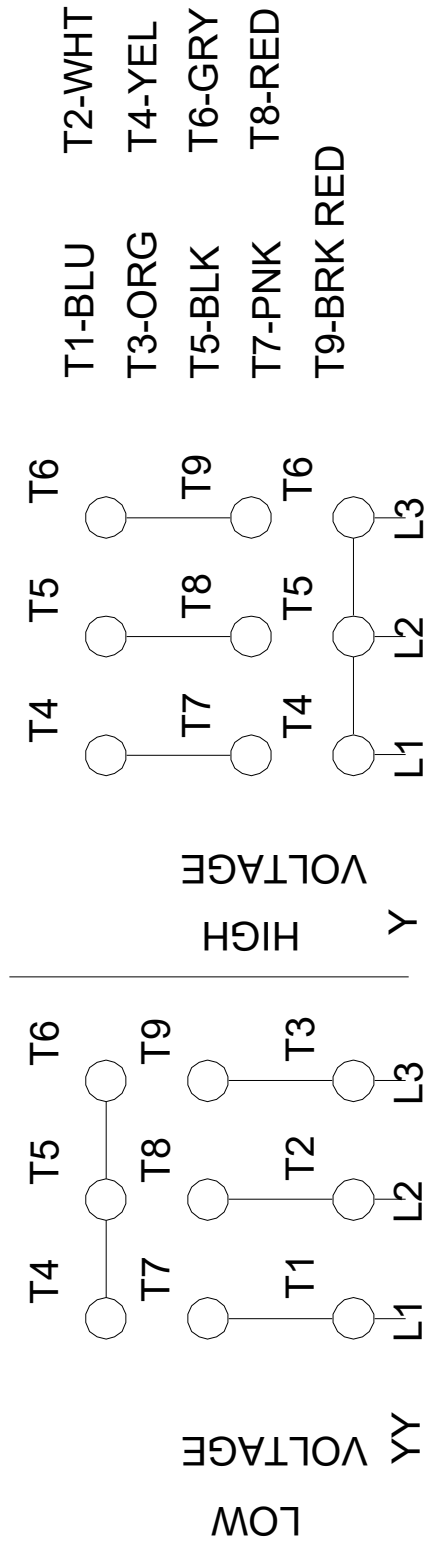 LOW
VOLTAGE
YY
T4 T5 T6
T7 T8 T9
T1 T2 T3
L1 L2 L3
HIGH
VOLTAGE
Y
T4 T5 T6
T7 T8 T9
T4 T5 T6
L1 L2 L3
T1-BLU T2-WHT
T3-ORG T4-YEL
T5-BLK T6-GRY
T7-PNK T8-RED
T9-BRK RED